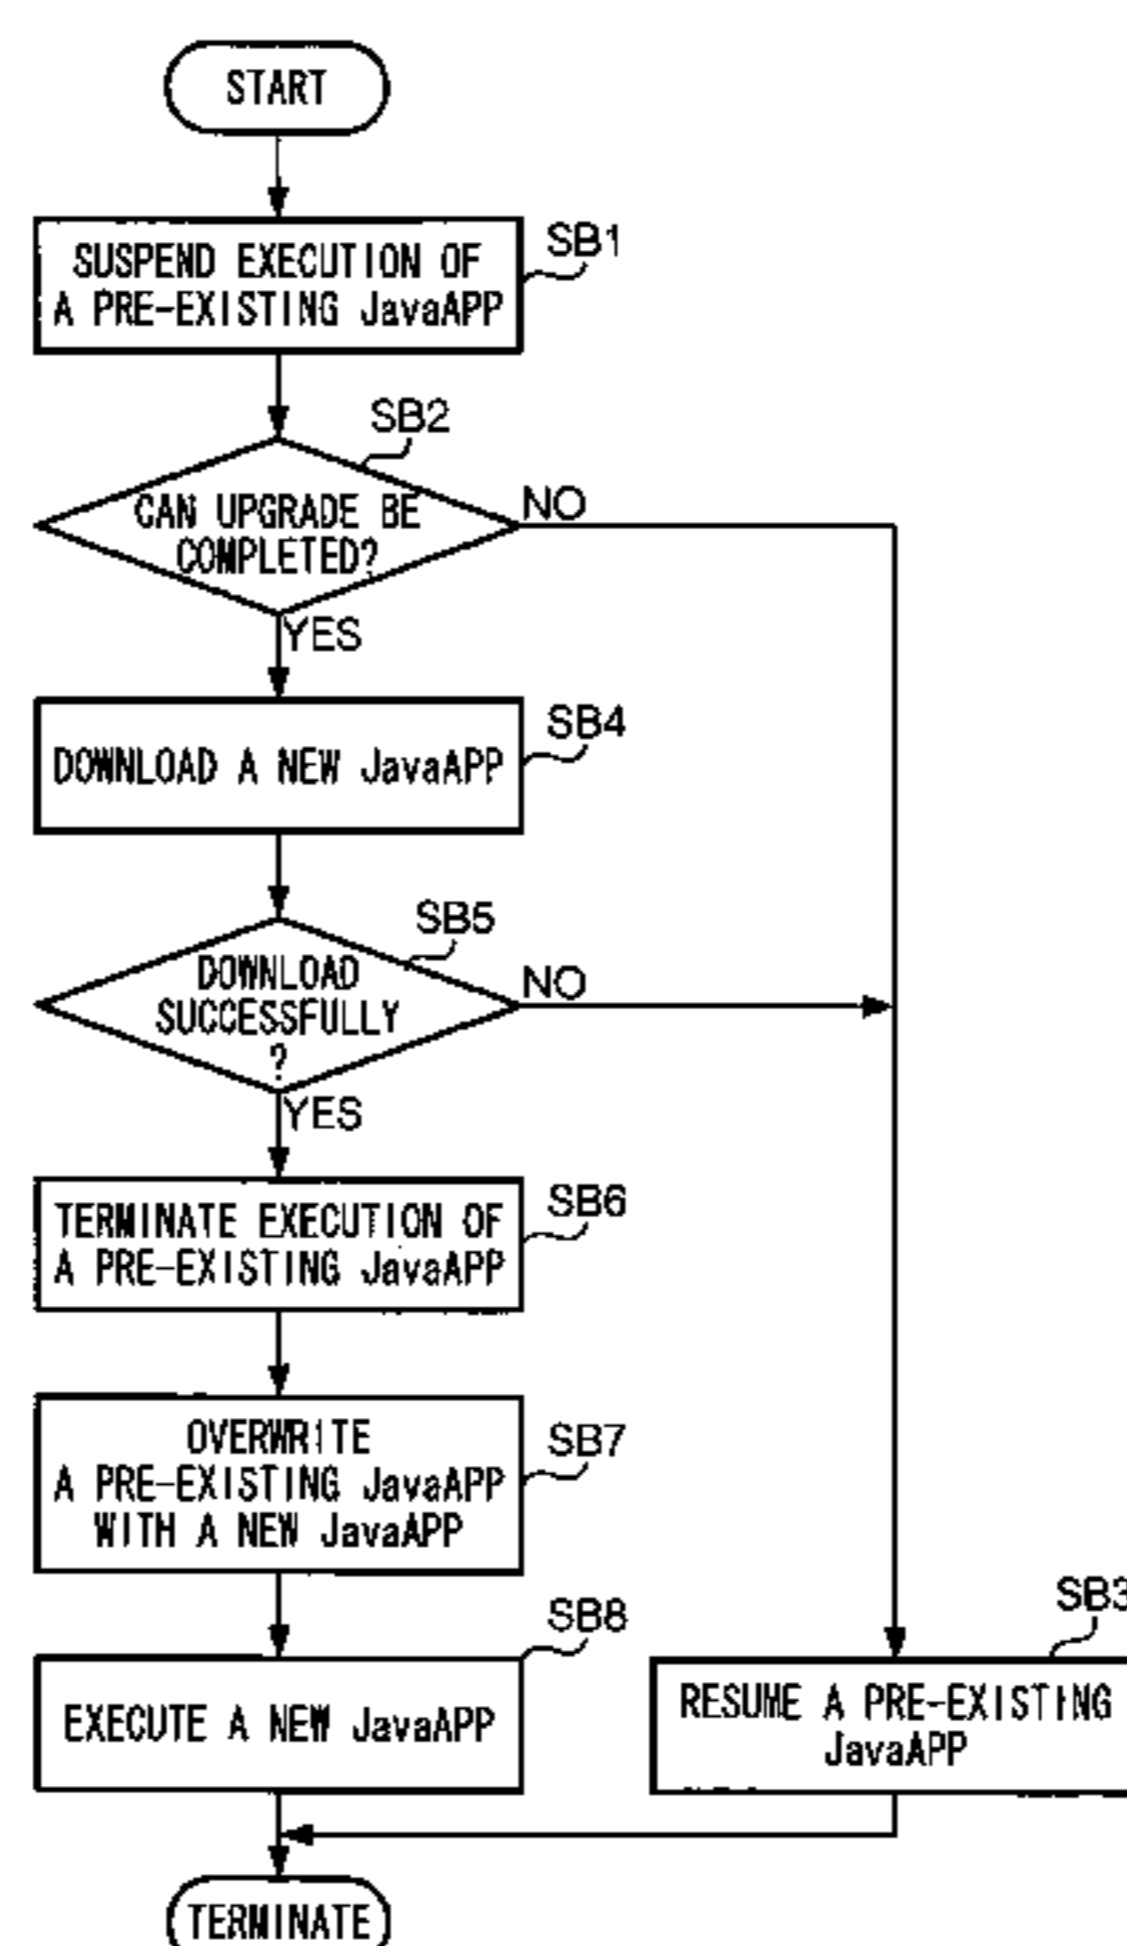 START
SB1
SUSPEND EXECUTION OF
A PRE-EXISTING JavaAPP
SB2
CAN UPGRADE BE
COMPLETED?
NO
YES
SB4
DOWNLOAD A NEW JavaAPP
SB5
DOWNLOAD
SUCCESSFULLY
?
NO
YES
SB6
TERMINATE EXECUTION OF
A PRE-EXISTING JavaAPP
SB7
OVERWRITE
A PRE-EXISTING JavaAPP
WITH A NEW JavaAPP
SB8
EXECUTE A NEW JavaAPP
SB3
RESUME A PRE-EXISTING
JavaAPP
TERMINATE